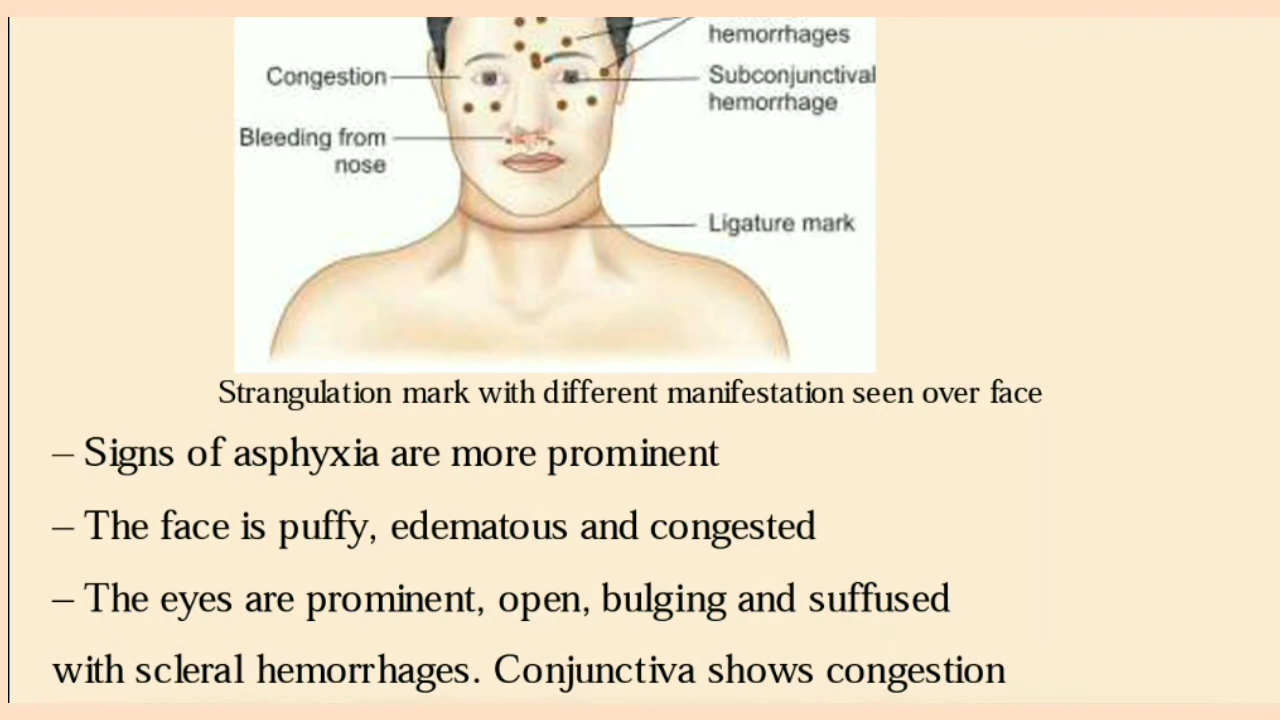 hemorrhages
Congestion
Subconjunctival
hemorrhage
Bleeding from
nose
Ligature mark
Strangulation mark with different manifestation seen over face
– Signs of asphyxia are more prominent
– The face is puffy, edematous and congested
– The eyes are prominent, open, bulging and suffused
with scleral hemorrhages. Conjunctiva shows congestion